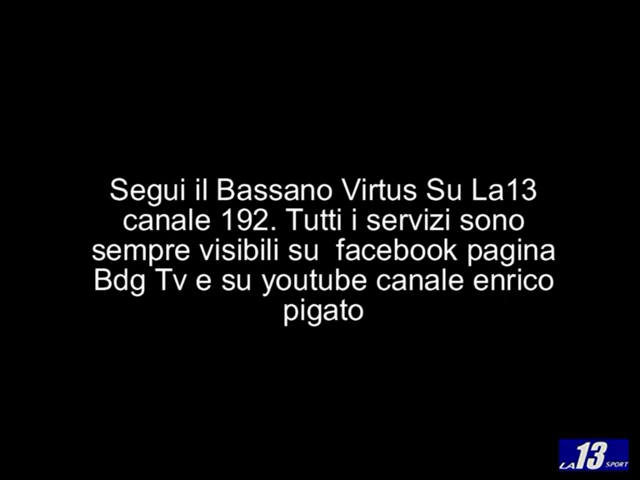 Segui il Bassano Virtus Su La13
canale 192. Tutti i servizi sono
sempre visibili su  facebook pagina
Bdg Tv e su youtube canale enrico
pigato
LA 13 SPORT